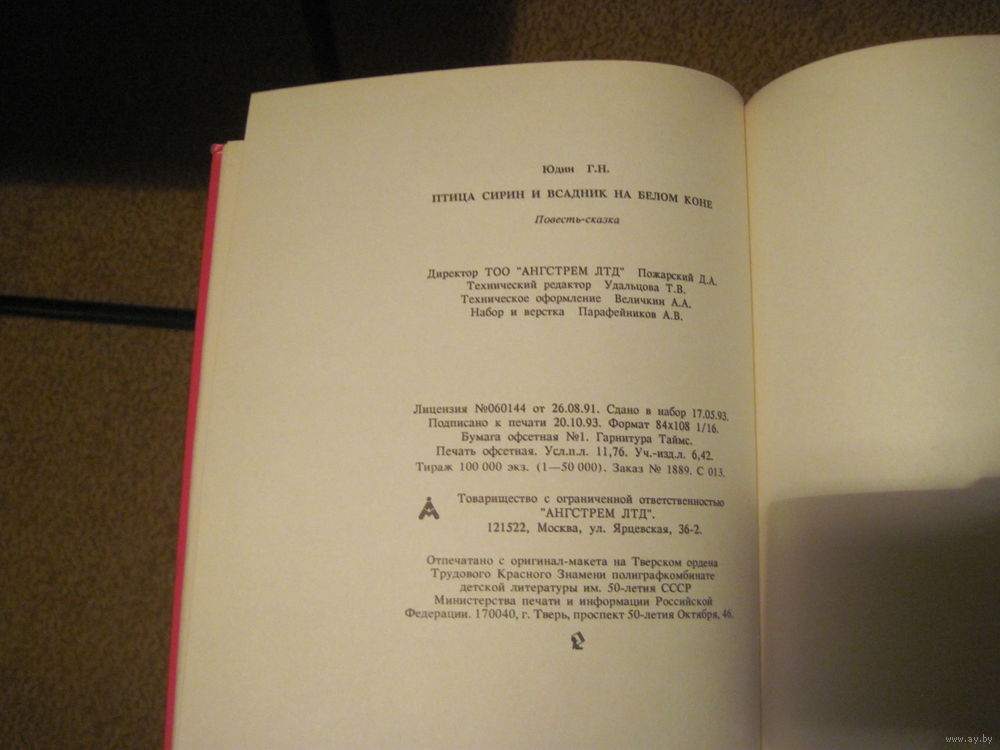 Юдин Г.Н.
ПТИЦА СИРИН И ВСАДНИК НА БЕЛОМ КОНЕ
Повесть-сказка
Директор ТОО "АНГСТРЕМ ЛТД" Пожарский Д.А.
Технический редактор Удальцова Т.В.
Техническое оформление Величкин А.А.
Набор и верстка Парафейников А.В.
Лицензия №060144 от 26.08.91. Сдано в набор 17.05.93.
Подписано к печати 20.10.93. Формат 84х108 1/16.
Бумага офсетная №1. Гарнитура Таймс.
Печать офсетная. Усл.п.л. 11,76. Уч.-изд.л. 6,42.
Тираж 100 000 экз. (1—50 000). Заказ № 1889. С 013.
Товарищество с ограниченной ответственностью
"АНГСТРЕМ ЛТД".
121522, Москва, ул. Ярцевская, 36-2.
Отпечатано с оригинал-макета на Тверском ордена
Трудового Красного Знамени полиграфкомбинате
детской литературы им. 50-летия СССР
Министерства печати и информации Российской
Федерации. 170040, г. Тверь, проспект 50-летия Октября, 46.
www.ay.by